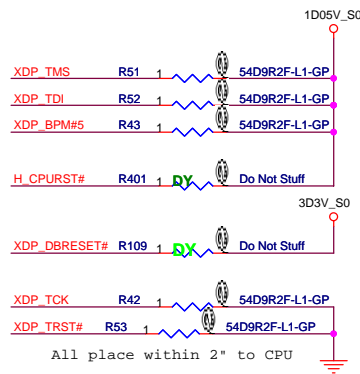 1D05V_S0
XDP_TMS R51 1 54D9R2F-L1-GP
XDP_TDI R52 1 54D9R2F-L1-GP
XDP_BPM#5 R43 1 54D9R2F-L1-GP
H_CPURST# R401 1 DY Do Not Stuff
3D3V_S0
XDP_DBRESET# R109 1 DY Do Not Stuff
XDP_TCK R42 1 54D9R2F-L1-GP
XDP_TRST# R53 1 54D9R2F-L1-GP
All place within 2" to CPU